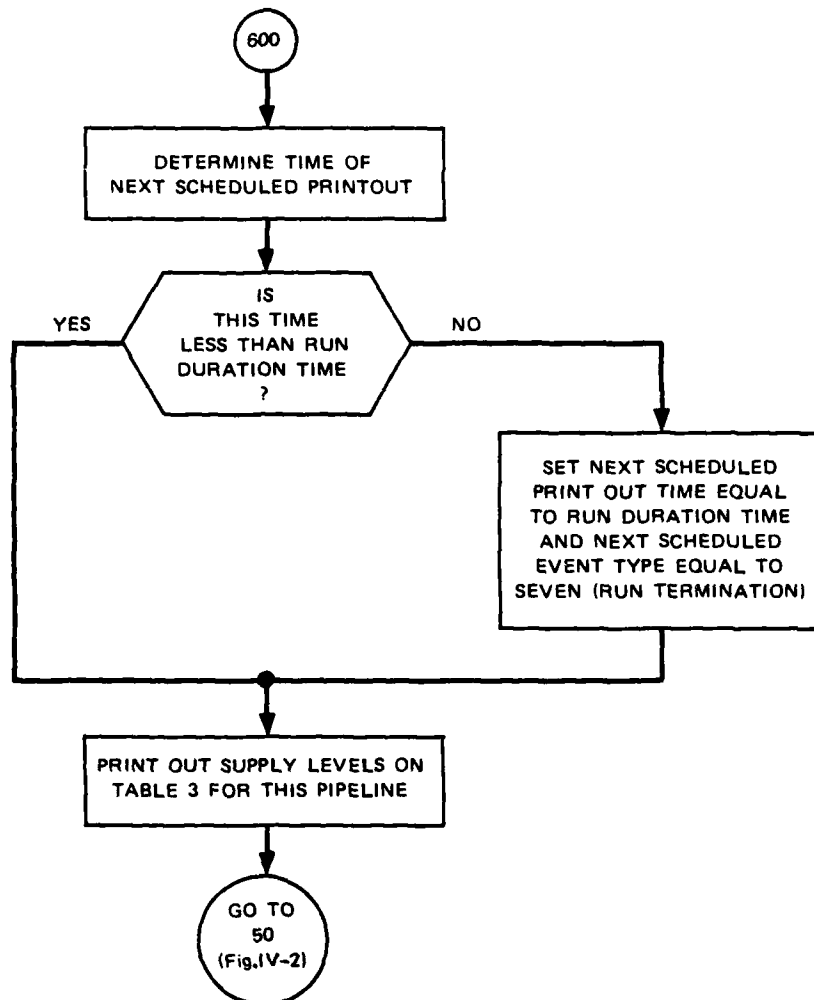 600
DETERMINE TIME OF
NEXT SCHEDULED PRINTOUT
IS
THIS TIME
LESS THAN RUN
DURATION TIME
?
YES
NO
SET NEXT SCHEDULED
PRINT OUT TIME EQUAL
TO RUN DURATION TIME
AND NEXT SCHEDULED
EVENT TYPE EQUAL TO
SEVEN (RUN TERMINATION)
PRINT OUT SUPPLY LEVELS ON
TABLE 3 FOR THIS PIPELINE
GO TO
50
(Fig.IV-2)